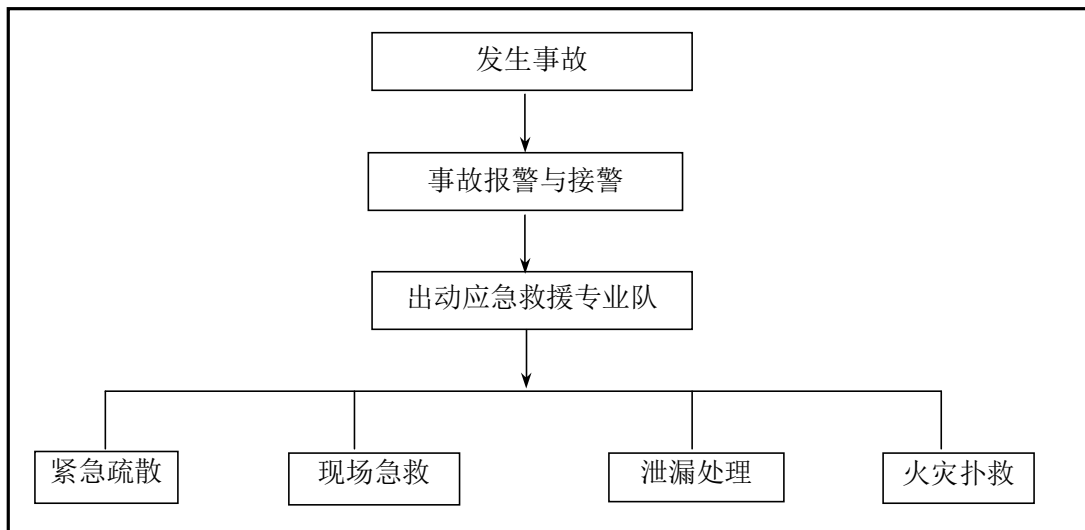 发生事故
事故报警与接警
出动应急救援专业队
紧急疏散
现场急救
泄漏处理
火灾扑救